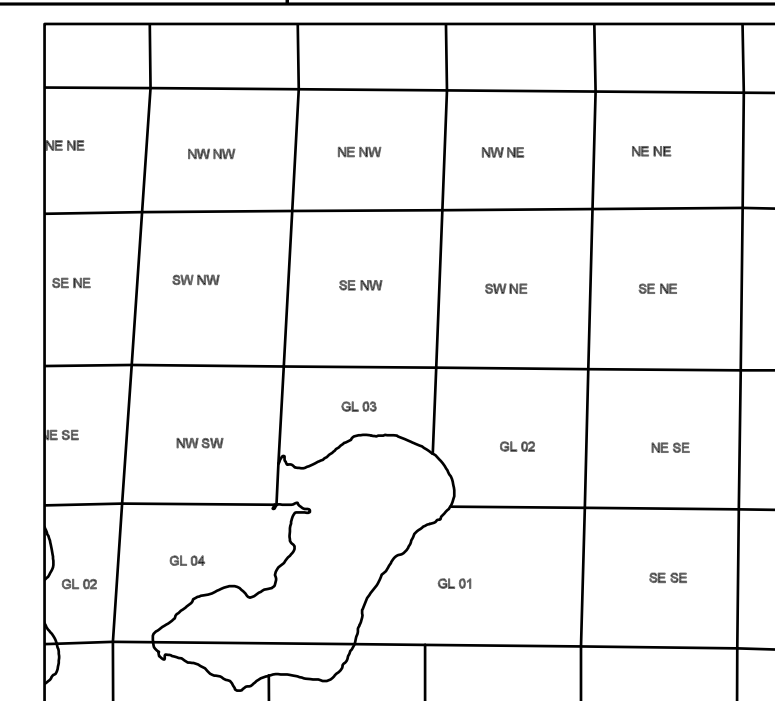 NE NE
NW NW
NE NW
NW NE
NE NE
SE NE
SW NW
SE NW
SW NE
SE NE
NE SE
NW SW
GL 03
GL 02
NE SE
GL 02
GL 04
GL 01
SE SE